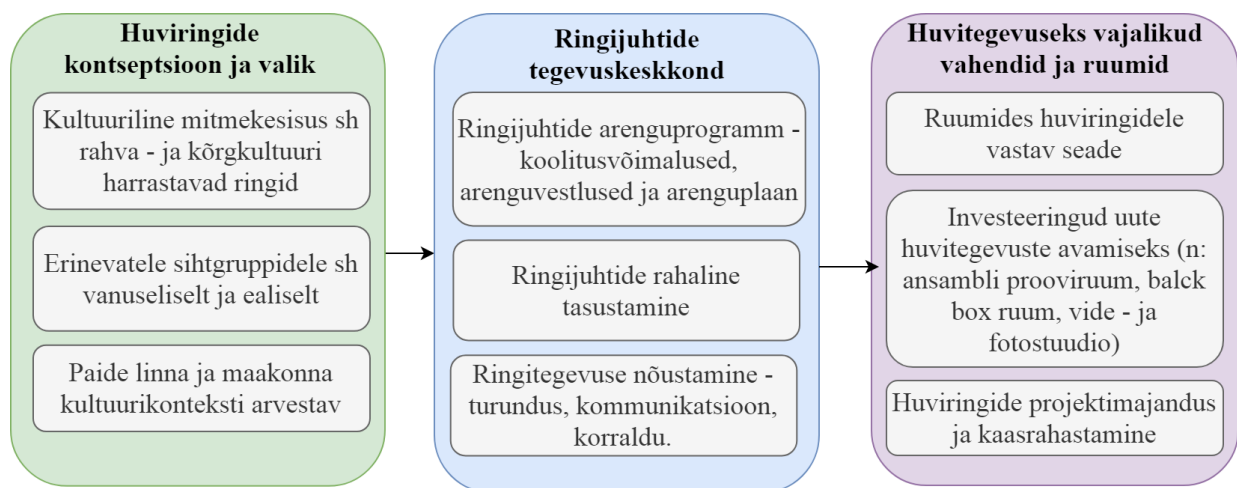 Huviringide
kontseptsioon ja valik
Kultuuriline mitmekesisus sh
rahva - ja kõrgkultuuri
harrastavad ringid
Erinevatele sihtgruppidele sh
vanuseliselt ja ealiselt
Paide linna ja maakonna
kultuurikonteksti arvestav
Ringijuhtide
tegevuskeskkond
Ringijuhtide arenguprogramm -
koolitusvõimalused,
arenguvestlused ja arenguplaan
Ringijuhtide rahaline
tasustamine
Ringitegevuse nõustamine -
turundus, kommunikatsioon,
korraldu.
Huvitegevuseks vajalikud
vahendid ja ruumid
Ruumides huviringidele
vastav seade
Investeeringud uute
huvitegevuste avamiseks (n:
ansambli prooviruum, balck
box ruum, vide - ja
fotostuudio)
Huviringide projektimajandus
ja kaasrahastamine